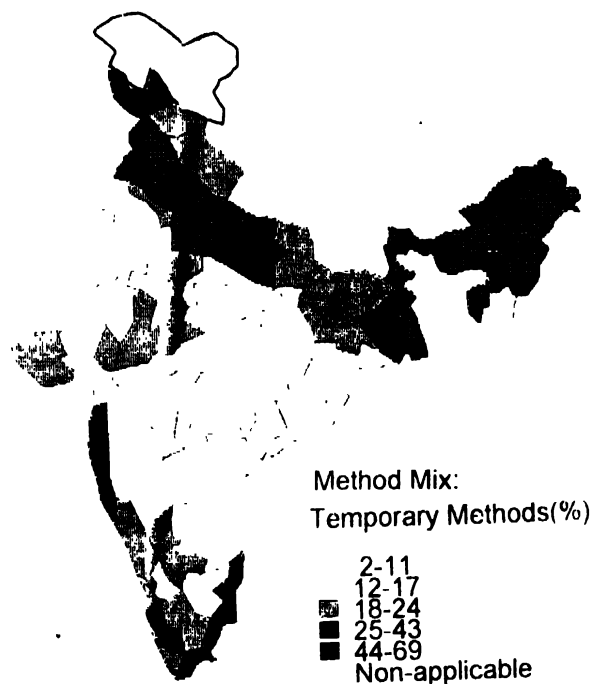 Method Mix:
Temporary Methods(%)
2-11
12-17
18-24
25-43
44-69
Non-applicable